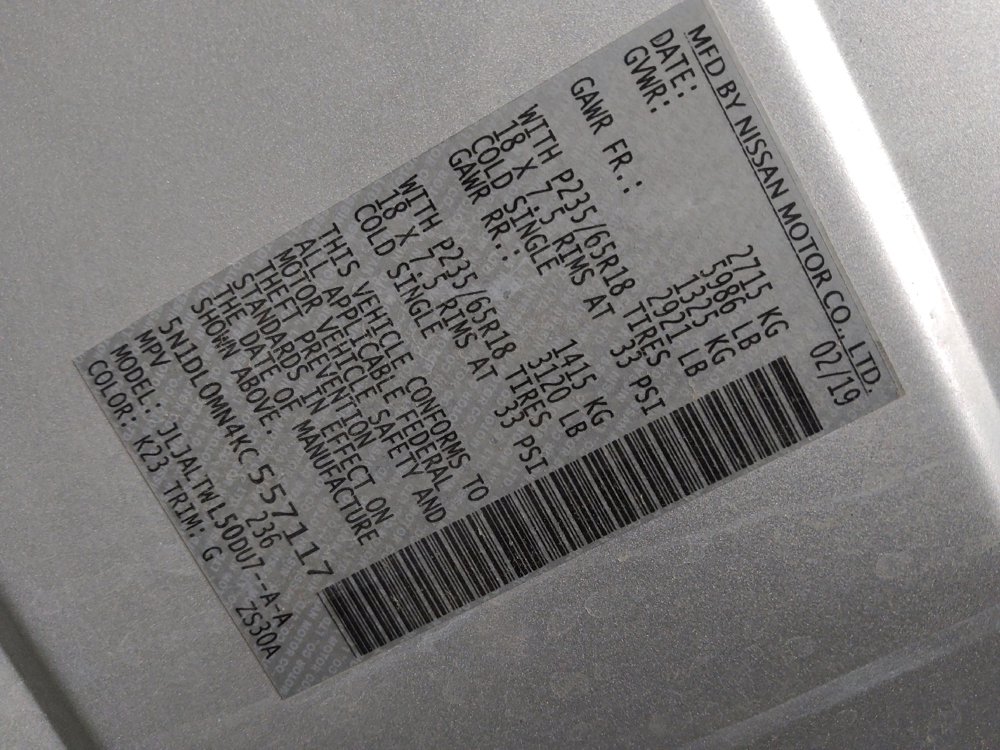 MFD BY NISSAN MOTOR CO., LTD.
DATE: 02/19
GVWR: 2715 KG
5986 LB
GAWR FR.: 1325 KG
2921 LB
WITH P235/65R18 TIRES
18 X 7.5 RIMS AT 33 PSI
COLD SINGLE
GAWR RR.: 1415 KG
3120 LB
WITH P235/65R18 TIRES
18 X 7.5 RIMS AT 33 PSI
COLD SINGLE
THIS VEHICLE CONFORMS TO
ALL APPLICABLE FEDERAL
MOTOR VEHICLE SAFETY AND
THEFT PREVENTION
STANDARDS IN EFFECT ON
THE DATE OF MANUFACTURE
SHOWN ABOVE.
5N1DL0MN4KC557117
MPV 236
MODEL: JLJALTWL50DU7--A-A
COLOR: K23 TRIM: G ZS30A